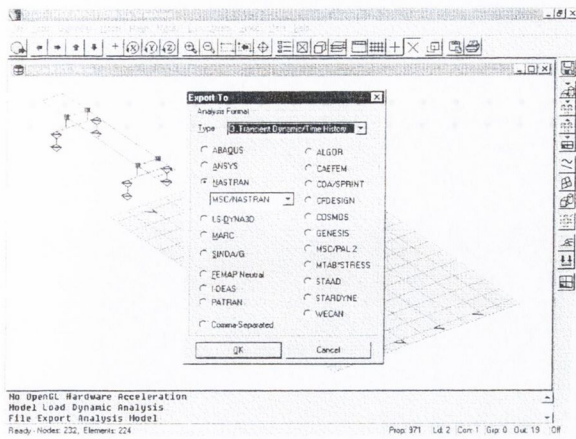 Export To
Analysis Format
Type 3..Transient Dynamic/Time History
ABAQUS
ANSYS
NASTRAN
MSC/NASTRAN
LS-DYNA3D
MARC
SINDA/G
FEMAP Neutral
I-DEAS
PATRAN
Comma-Separated
ALGOR
CAEFEM
CDA/SPRINT
CFDESIGN
COSMOS
GENESIS
MSC/PAL 2
MTAB*STRESS
STAAD
STARDYNE
WECAN
OK
Cancel
No OpenGL Hardware Acceleration
Model Load Dynamic Analysis
File Export Analysis Model
Ready - Nodes: 232, Elements: 224
Prop: 971 Ld: 2 Con: 1 Grp: 0 Out: 19 Off